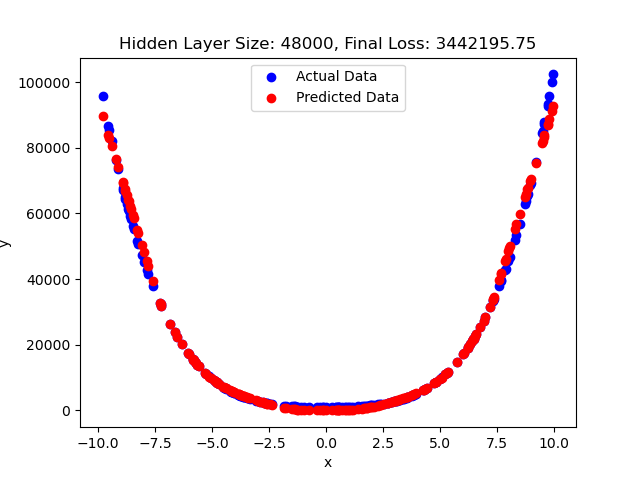 Hidden Layer Size: 48000, Final Loss: 3442195.75
Actual Data
Predicted Data
100000
80000
60000
40000
20000
0
y
−10.0 −7.5 −5.0 −2.5 0.0 2.5 5.0 7.5 10.0
x